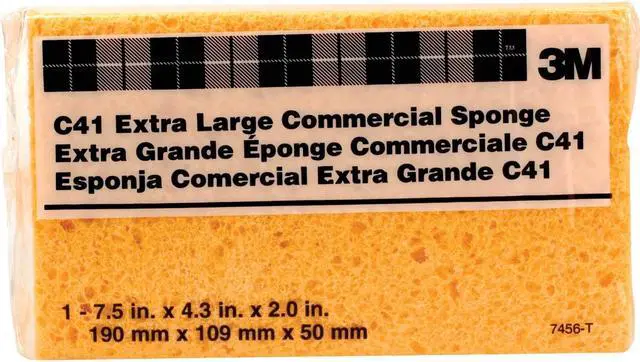 ™
3M
C41 Extra Large Commercial Sponge
Extra Grande Éponge Commerciale C41
Esponja Comercial Extra Grande C41
1 - 7.5 in. x 4.3 in. x 2.0 in.
190 mm x 109 mm x 50 mm
7456-T